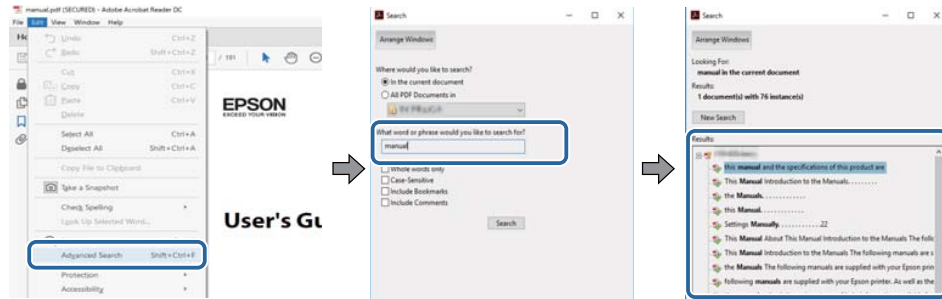 manual.pdf (SECURED) - Adobe Acrobat Reader DC
File Edit View Window Help
Undo Ctrl+Z
Redo Shift+Ctrl+Z
Cut Ctrl+X
Copy Ctrl+C
Paste Ctrl+V
Delete
Select All Ctrl+A
Deselect All Shift+Ctrl+A
Copy File to Clipboard
Take a Snapshot
Check Spelling
Look Up Selected Word...
Advanced Search Shift+Ctrl+F
Protection
Accessibility
/ 191
EPSON
EXCEED YOUR VISION
User's Gu
Search
Arrange Windows
Where would you like to search?
In the current document
All PDF Documents in
What word or phrase would you like to search for?
manual
Whole words only
Case-Sensitive
Include Bookmarks
Include Comments
Search
Search
Arrange Windows
Looking For:
manual in the current document
Results:
1 document(s) with 76 instance(s)
New Search
Results:
this manual and the specifications of this product are
This Manual Introduction to the Manuals.........
the Manuals.............
this Manual.............
Settings Manually.............22
This Manual About This Manual Introduction to the Manuals The follo
This Manual Introduction to the Manuals The following manuals are s
the Manuals The following manuals are supplied with your Epson prin
following manuals are supplied with your Epson printer. As well as the